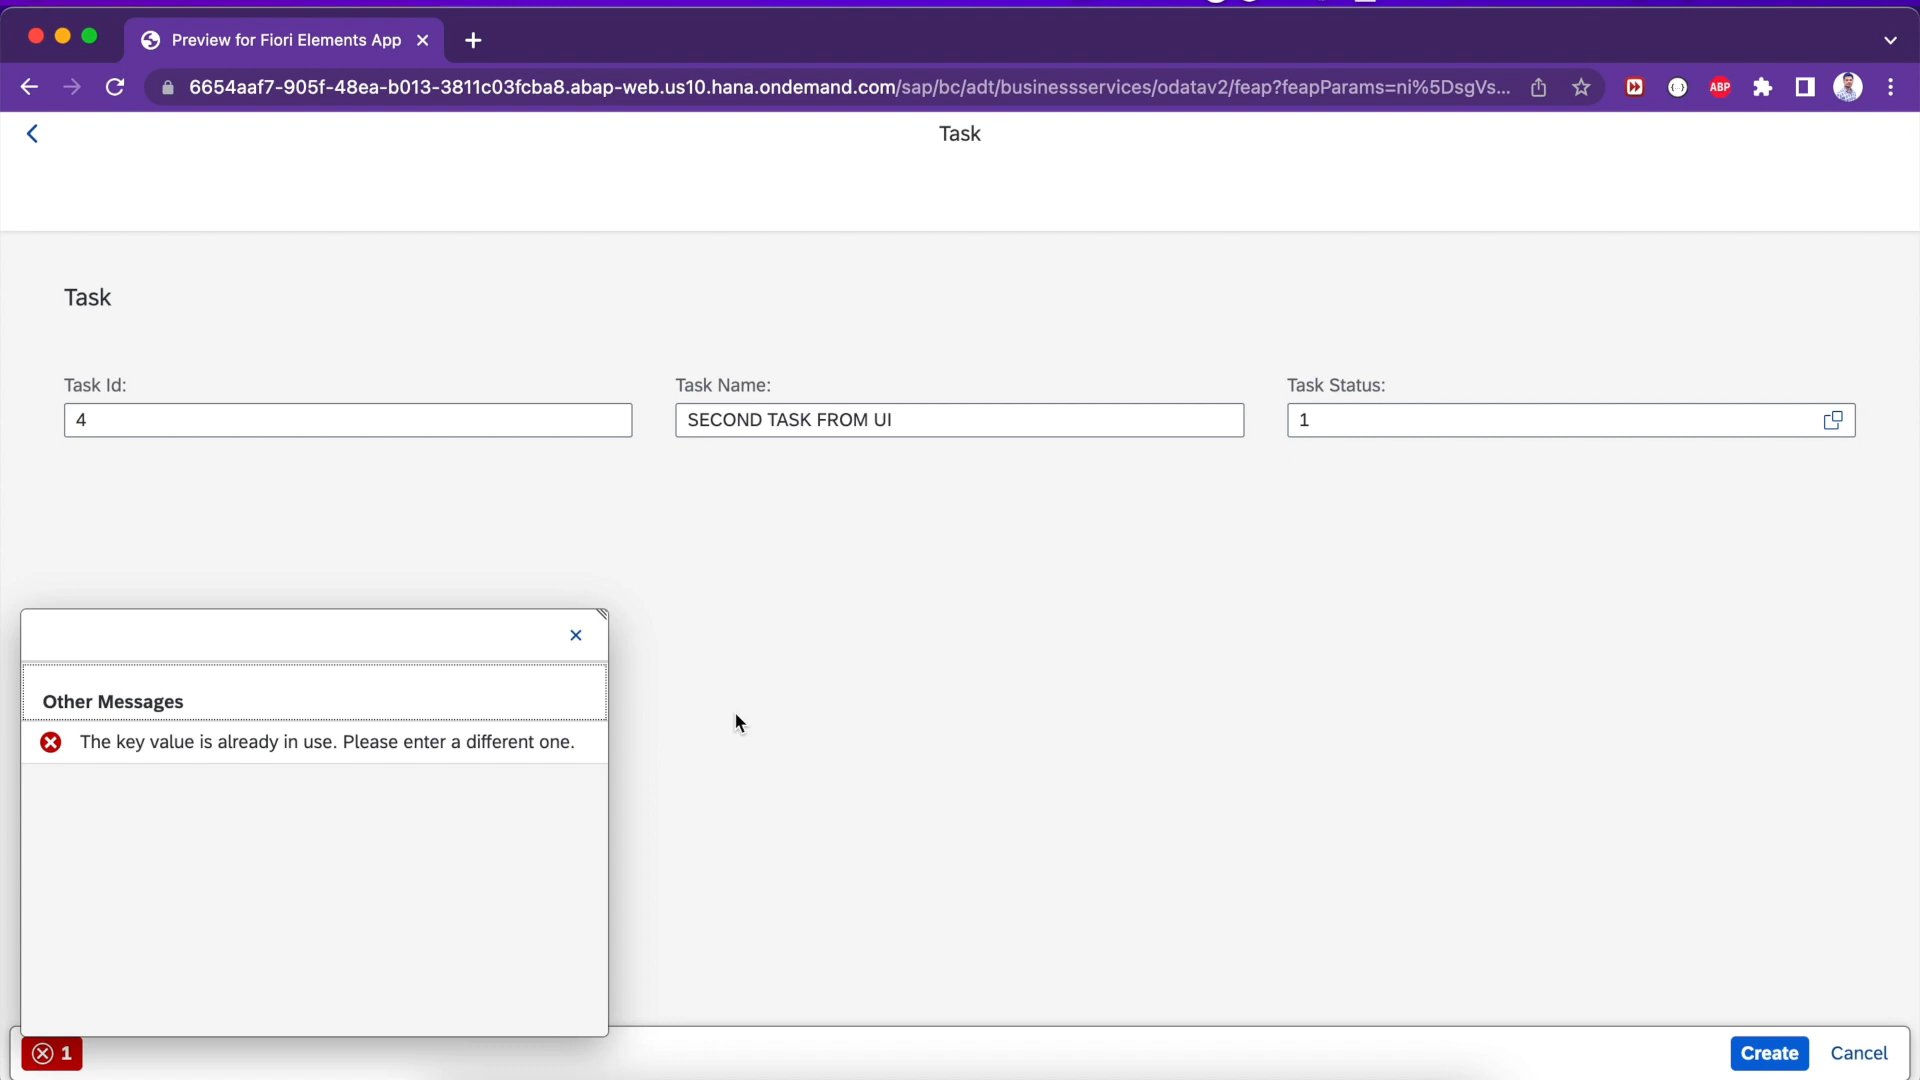 Preview for Fiori Elements App
6654aaf7-905f-48ea-b013-3811c03fcba8.abap-web.us10.hana.ondemand.com/sap/bc/adt/businessservices/odatav2/feap?feapParams=ni%5DsgVs...
ABP
Task
Task
Task Id:
4
Task Name:
SECOND TASK FROM UI
Task Status:
1
Other Messages
The key value is already in use. Please enter a different one.
1
Create
Cancel